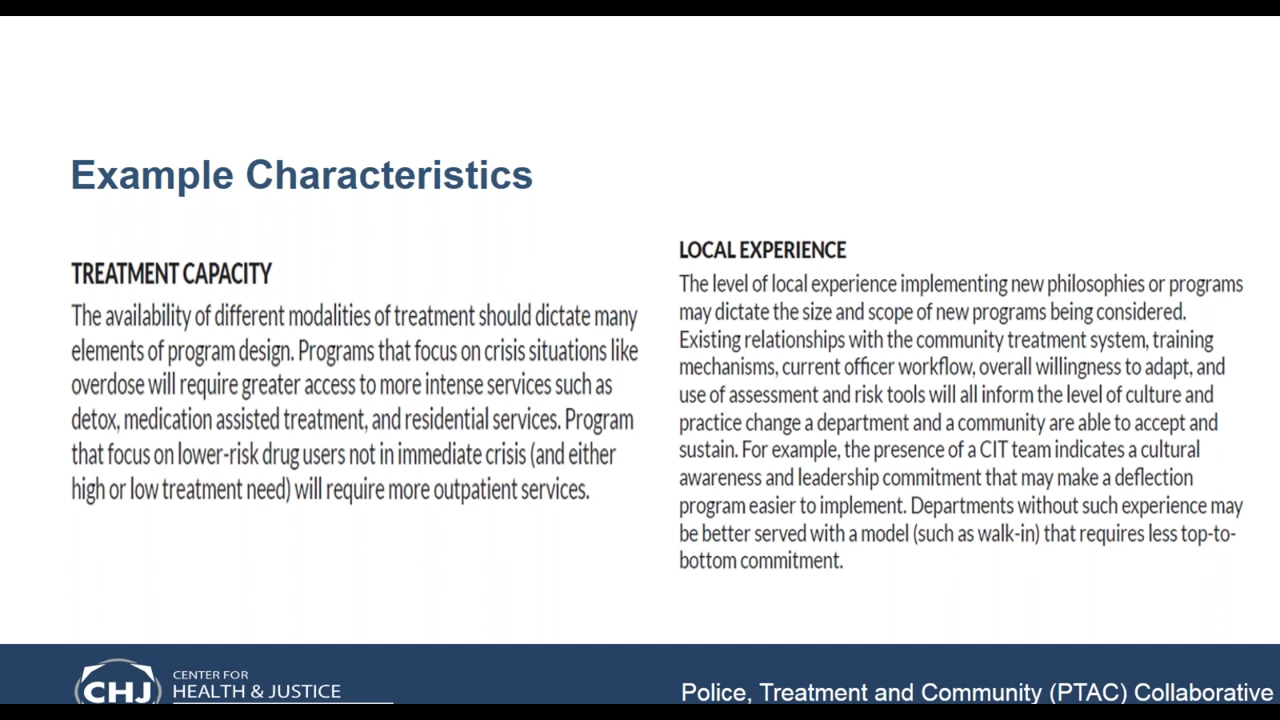 Example Characteristics
TREATMENT CAPACITY
The availability of different modalities of treatment should dictate many
elements of program design. Programs that focus on crisis situations like
overdose will require greater access to more intense services such as
detox, medication assisted treatment, and residential services. Program
that focus on lower-risk drug users not in immediate crisis (and either
high or low treatment need) will require more outpatient services.
LOCAL EXPERIENCE
The level of local experience implementing new philosophies or programs
may dictate the size and scope of new programs being considered.
Existing relationships with the community treatment system, training
mechanisms, current officer workflow, overall willingness to adapt, and
use of assessment and risk tools will all inform the level of culture and
practice change a department and a community are able to accept and
sustain. For example, the presence of a CIT team indicates a cultural
awareness and leadership commitment that may make a deflection
program easier to implement. Departments without such experience may
be better served with a model (such as walk-in) that requires less top-to-
bottom commitment.
CHJ
CENTER FOR
HEALTH & JUSTICE
Police, Treatment and Community (PTAC) Collaborative